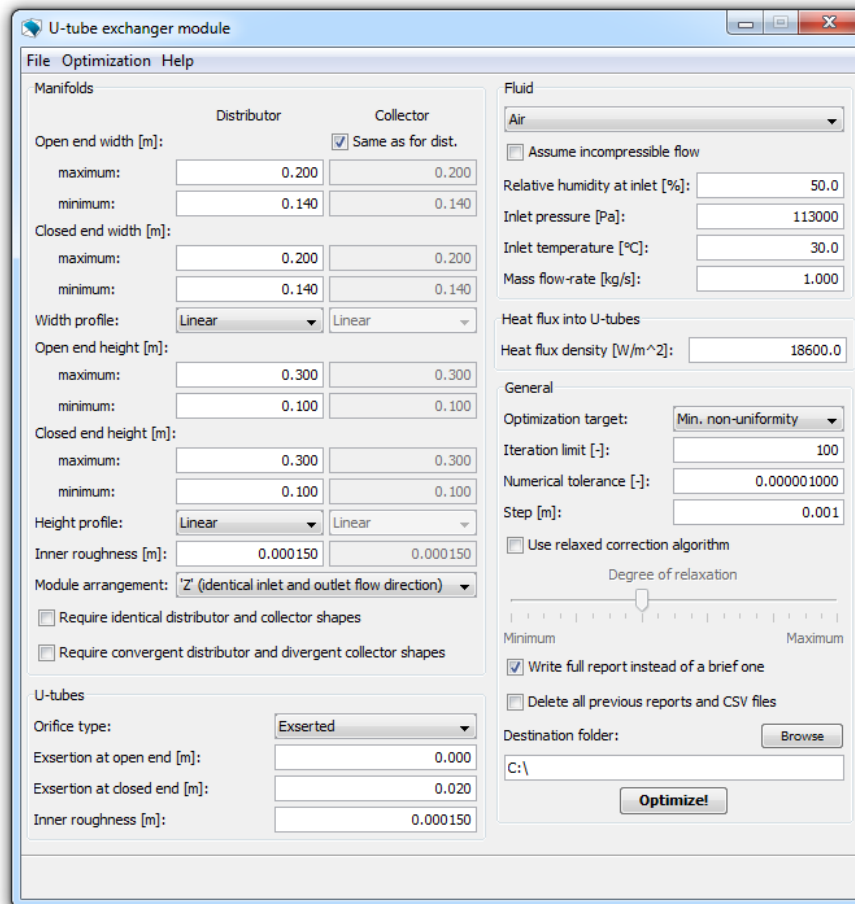 U-tube exchanger module
File Optimization Help
Manifolds
Distributor Collector
Open end width [m]: Same as for dist.
maximum: 0.200 0.200
minimum: 0.140 0.140
Closed end width [m]:
maximum: 0.200 0.200
minimum: 0.140 0.140
Width profile: Linear Linear
Open end height [m]:
maximum: 0.300 0.300
minimum: 0.100 0.100
Closed end height [m]:
maximum: 0.300 0.300
minimum: 0.100 0.100
Height profile: Linear Linear
Inner roughness [m]: 0.000150 0.000150
Module arrangement: 'Z' (identical inlet and outlet flow direction)
Require identical distributor and collector shapes
Require convergent distributor and divergent collector shapes
U-tubes
Orifice type: Exserted
Exsertion at open end [m]: 0.000
Exsertion at closed end [m]: 0.020
Inner roughness [m]: 0.000150
Fluid
Air
Assume incompressible flow
Relative humidity at inlet [%]: 50.0
Inlet pressure [Pa]: 113000
Inlet temperature [°C]: 30.0
Mass flow-rate [kg/s]: 1.000
Heat flux into U-tubes
Heat flux density [W/m^2]: 18600.0
General
Optimization target: Min. non-uniformity
Iteration limit [-]: 100
Numerical tolerance [-]: 0.000001000
Step [m]: 0.001
Use relaxed correction algorithm
Degree of relaxation
Minimum Maximum
Write full report instead of a brief one
Delete all previous reports and CSV files
Destination folder: Browse
C:\
Optimize!